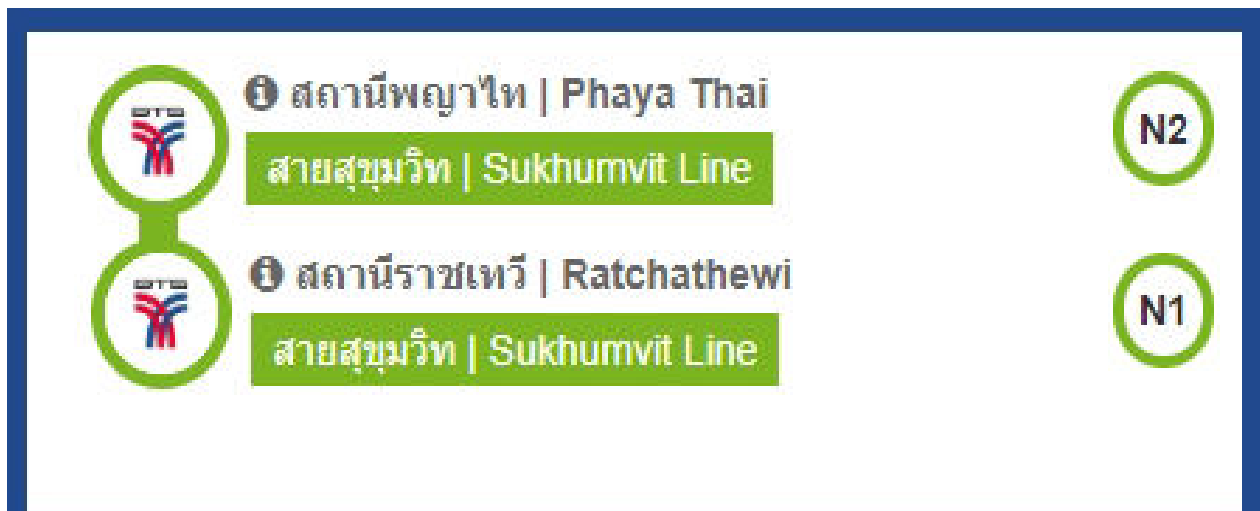 สถานีพญาไท | Phaya Thai
N2
สายสุขุมวิท | Sukhumvit Line
สถานีราชเทวี | Ratchathewi
N1
สายสุขุมวิท | Sukhumvit Line
BTS
BTS